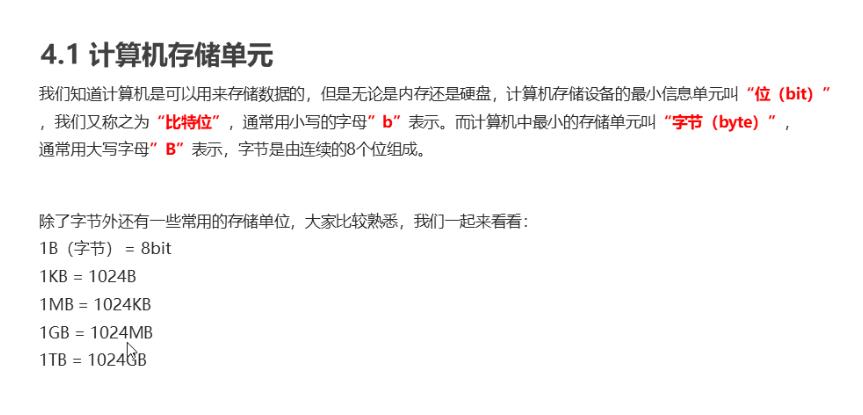 4.1 计算机存储单元
我们知道计算机是可以用来存储数据的，但是无论是内存还是硬盘，计算机存储设备的最小信息单元叫“位（bit）”
，我们又称之为“比特位”，通常用小写的字母”b”表示。而计算机中最小的存储单元叫“字节（byte）”，
通常用大写字母”B”表示，字节是由连续的8个位组成。
除了字节外还有一些常用的存储单位，大家比较熟悉，我们一起来看看：
1B（字节） = 8bit
1KB = 1024B
1MB = 1024KB
1GB = 1024MB
1TB = 1024GB